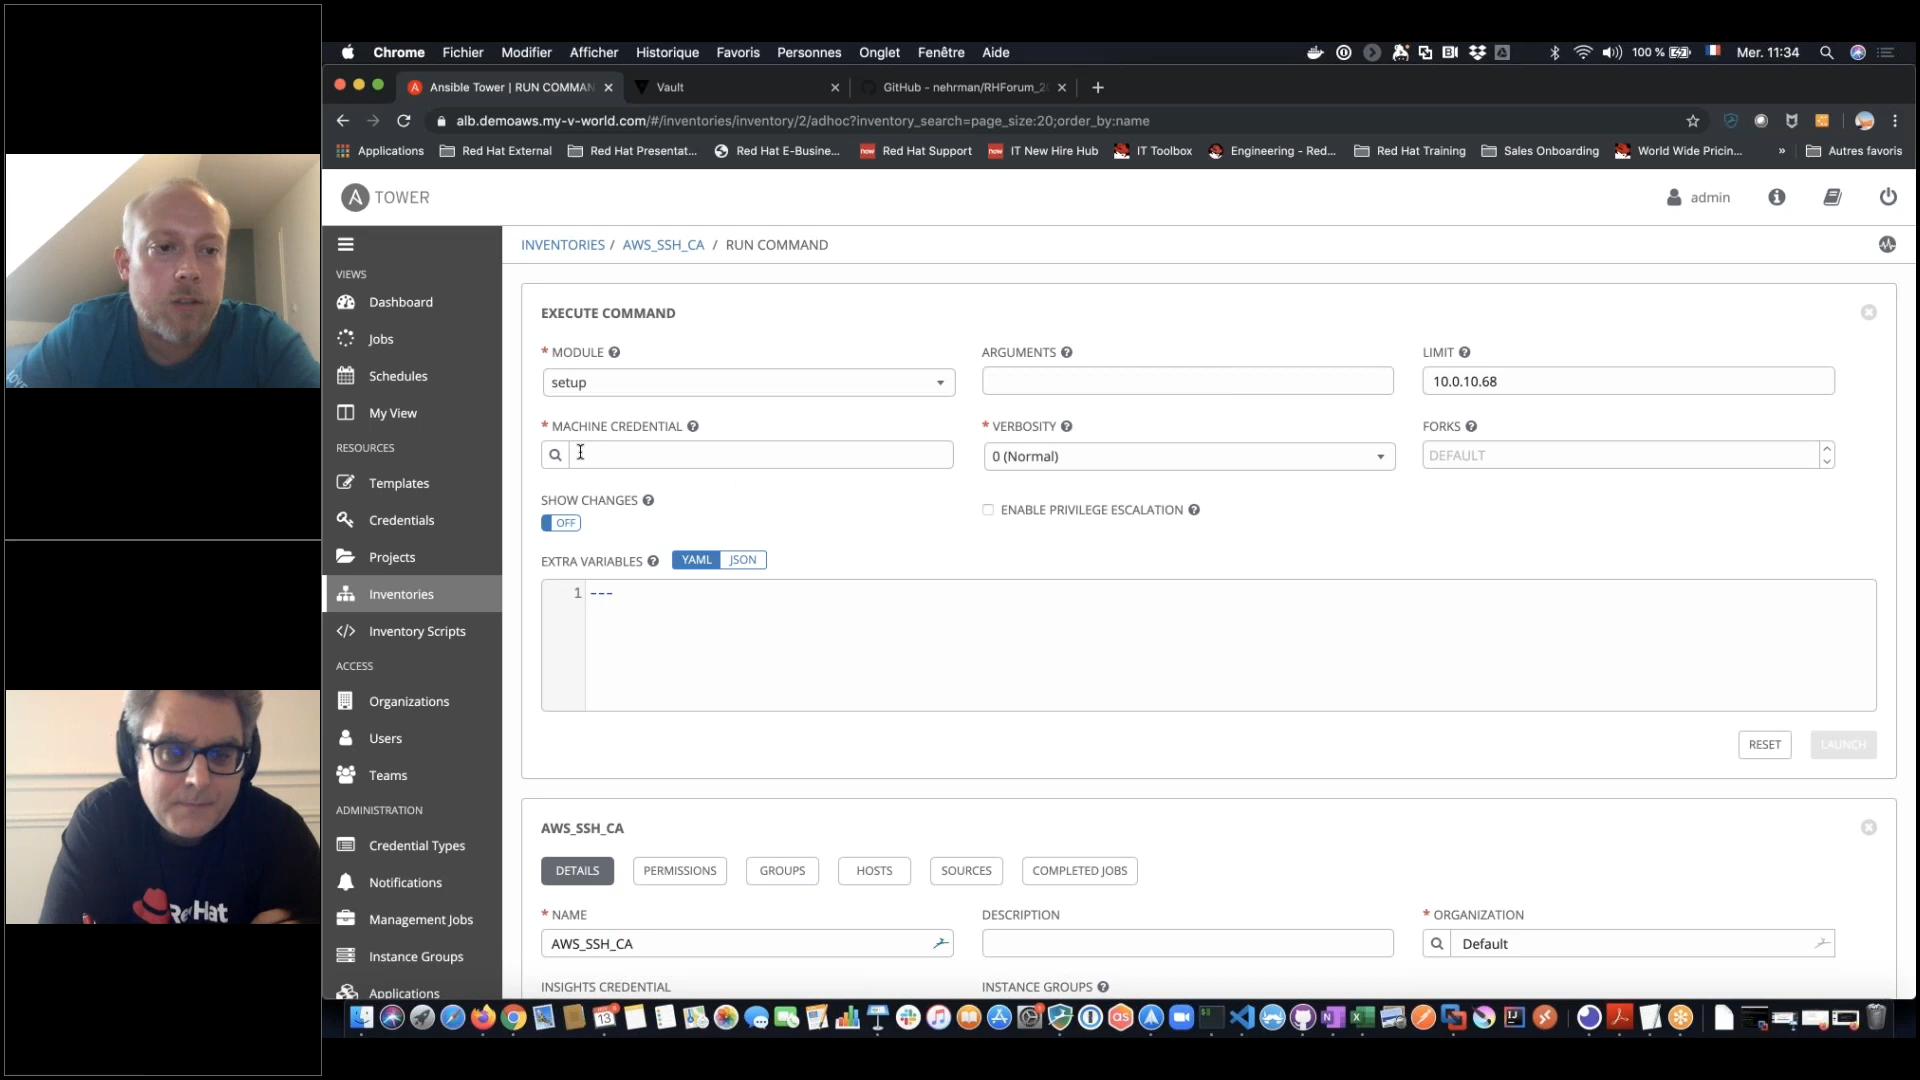 Chrome Fichier Modifier Afficher Historique Favoris Personnes Onglet Fenêtre Aide 100 % Mer. 11:34
Ansible Tower | RUN COMMAN Vault GitHub - nehrman/RHForum_2
alb.demoaws.my-v-world.com/#/inventories/inventory/2/adhoc?inventory_search=page_size:20;order_by:name
Applications Red Hat External Red Hat Presentat... Red Hat E-Busine... Red Hat Support IT New Hire Hub IT Toolbox Engineering - Red... Red Hat Training Sales Onboarding World Wide Pricin... » Autres favoris
TOWER admin
INVENTORIES / AWS_SSH_CA / RUN COMMAND
VIEWS
Dashboard
Jobs
Schedules
My View
RESOURCES
Templates
Credentials
Projects
Inventories
Inventory Scripts
ACCESS
Organizations
Users
Teams
ADMINISTRATION
Credential Types
Notifications
Management Jobs
Instance Groups
Applications
EXECUTE COMMAND
* MODULE ARGUMENTS LIMIT
setup 10.0.10.68
* MACHINE CREDENTIAL * VERBOSITY FORKS
0 (Normal) DEFAULT
SHOW CHANGES
OFF ENABLE PRIVILEGE ESCALATION
EXTRA VARIABLES YAML JSON
1 ---
RESET LAUNCH
AWS_SSH_CA
DETAILS PERMISSIONS GROUPS HOSTS SOURCES COMPLETED JOBS
* NAME DESCRIPTION * ORGANIZATION
AWS_SSH_CA Default
INSIGHTS CREDENTIAL INSTANCE GROUPS
Red Hat